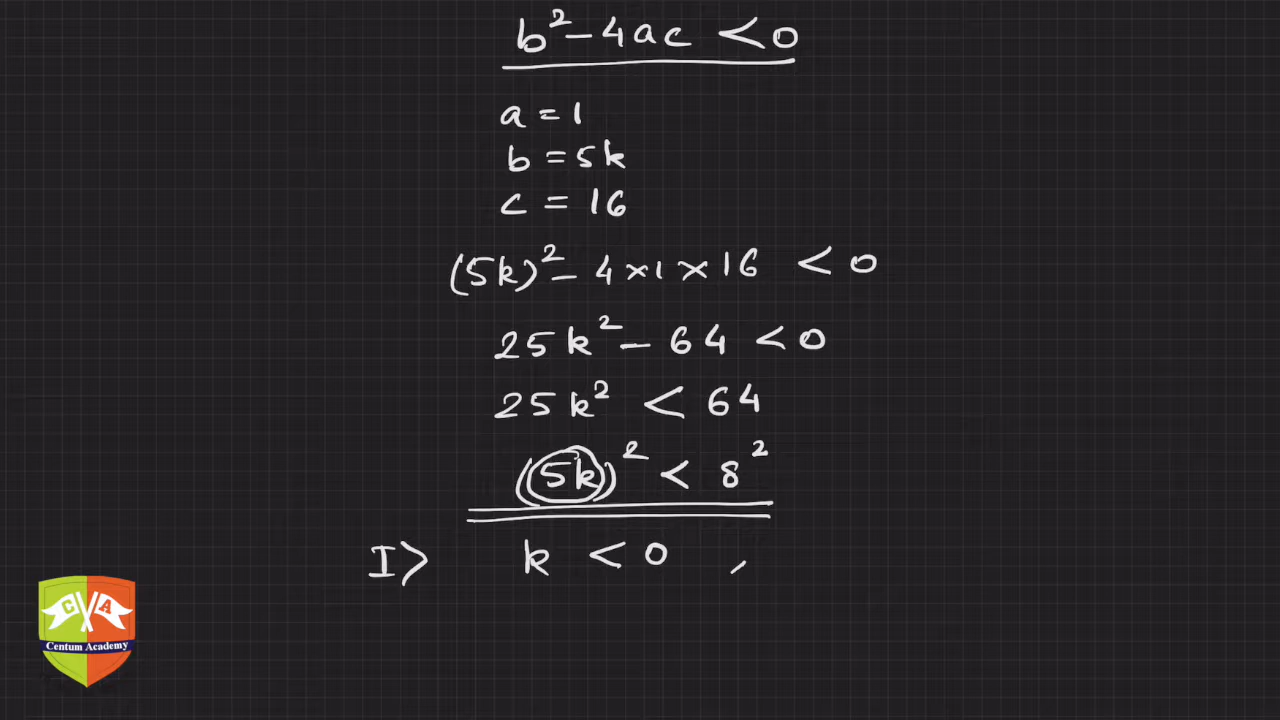 b² – 4ac < 0
a = 1
b = 5k
c = 16
(5k)² – 4 × 1 × 16 < 0
25k² – 64 < 0
25k² < 64
(5k)² < 8²
I> k < 0 ,
C A
Centum Academy